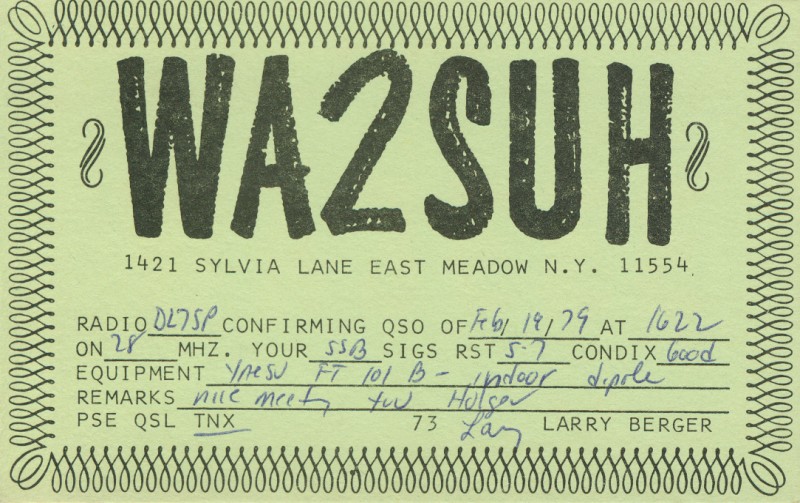 WA2SUH
1421 SYLVIA LANE EAST MEADOW N.Y. 11554
RADIO DL7SP CONFIRMING QSO OF Feb/19/79 AT 1622
ON 28 MHZ. YOUR SSB SIGS RST 5-7 CONDIX Good
EQUIPMENT Yaesu FT 101 B - indoor dipole
REMARKS nice meeting you Holger
PSE QSL TNX 73 Larry LARRY BERGER